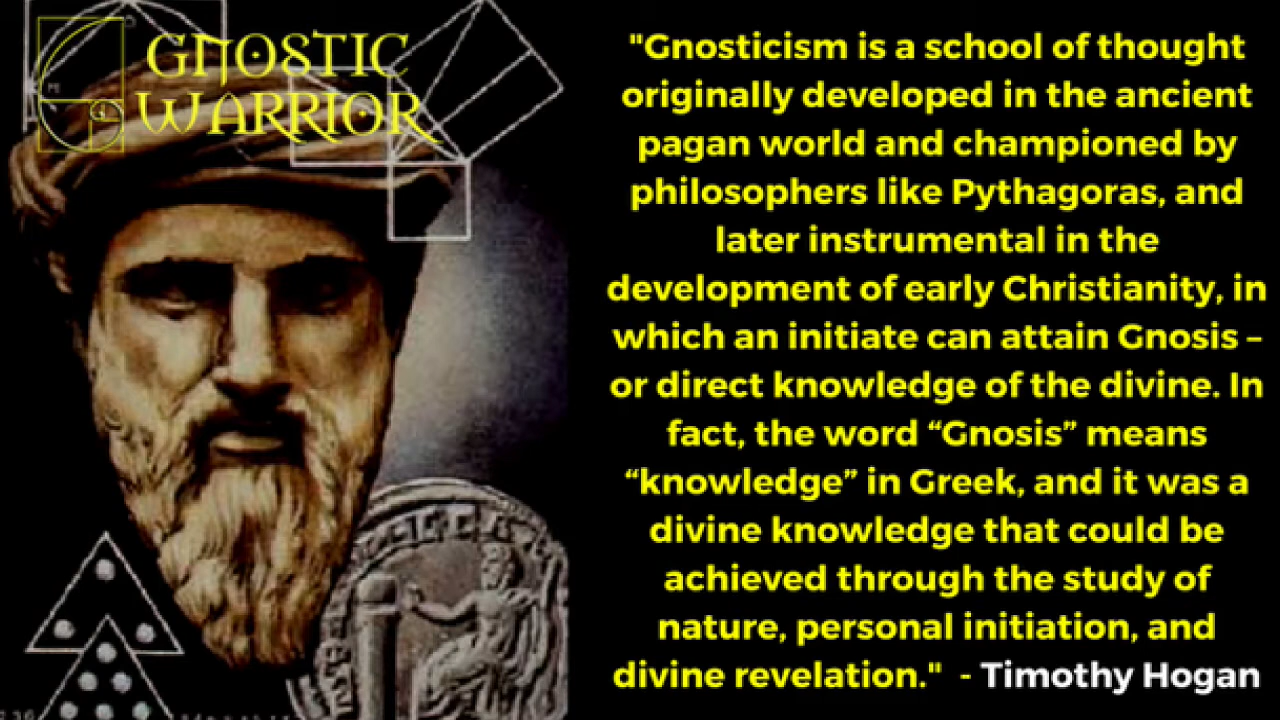 GNOSTIC
WARRIOR
"Gnosticism is a school of thought
originally developed in the ancient
pagan world and championed by
philosophers like Pythagoras, and
later instrumental in the
development of early Christianity, in
which an initiate can attain Gnosis –
or direct knowledge of the divine. In
fact, the word “Gnosis” means
“knowledge” in Greek, and it was a
divine knowledge that could be
achieved through the study of
nature, personal initiation, and
divine revelation." - Timothy Hogan